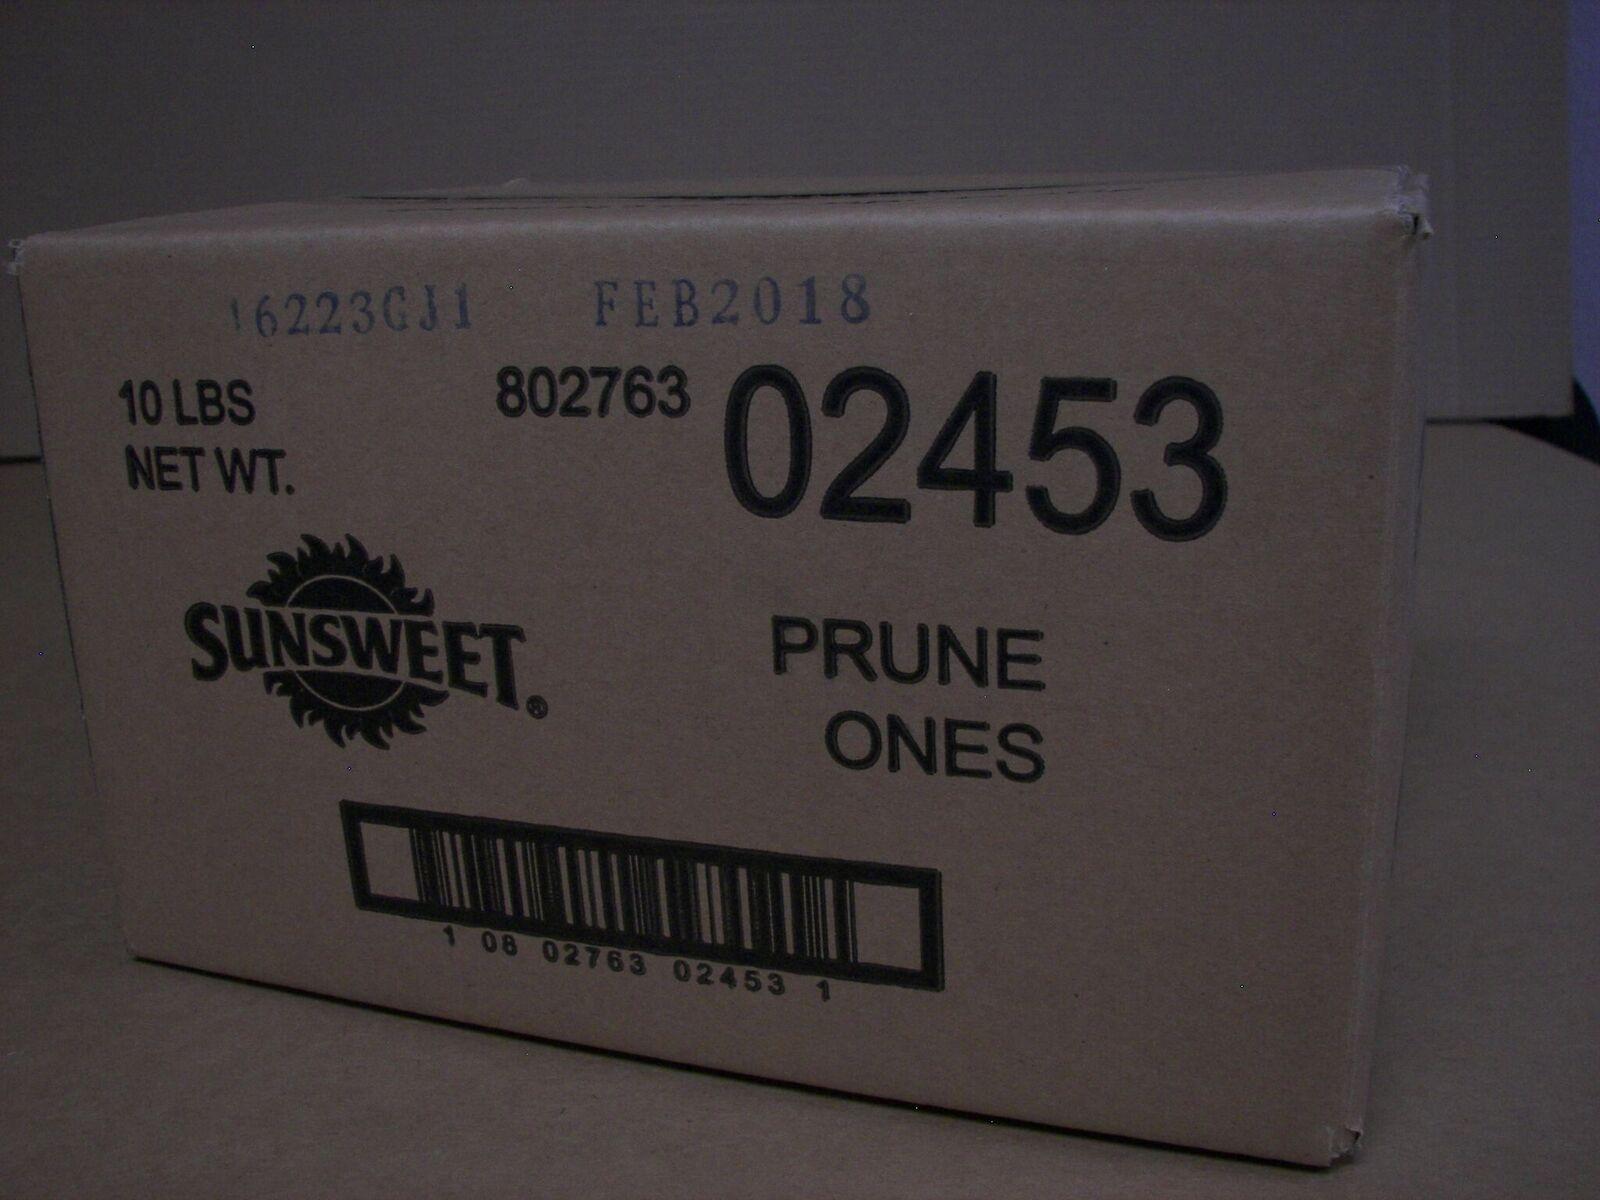 16223GJ1 FEB2018
10 LBS
NET WT.
802763 02453
SUNSWEET®
PRUNE
ONES
1 08 02763 02453 1